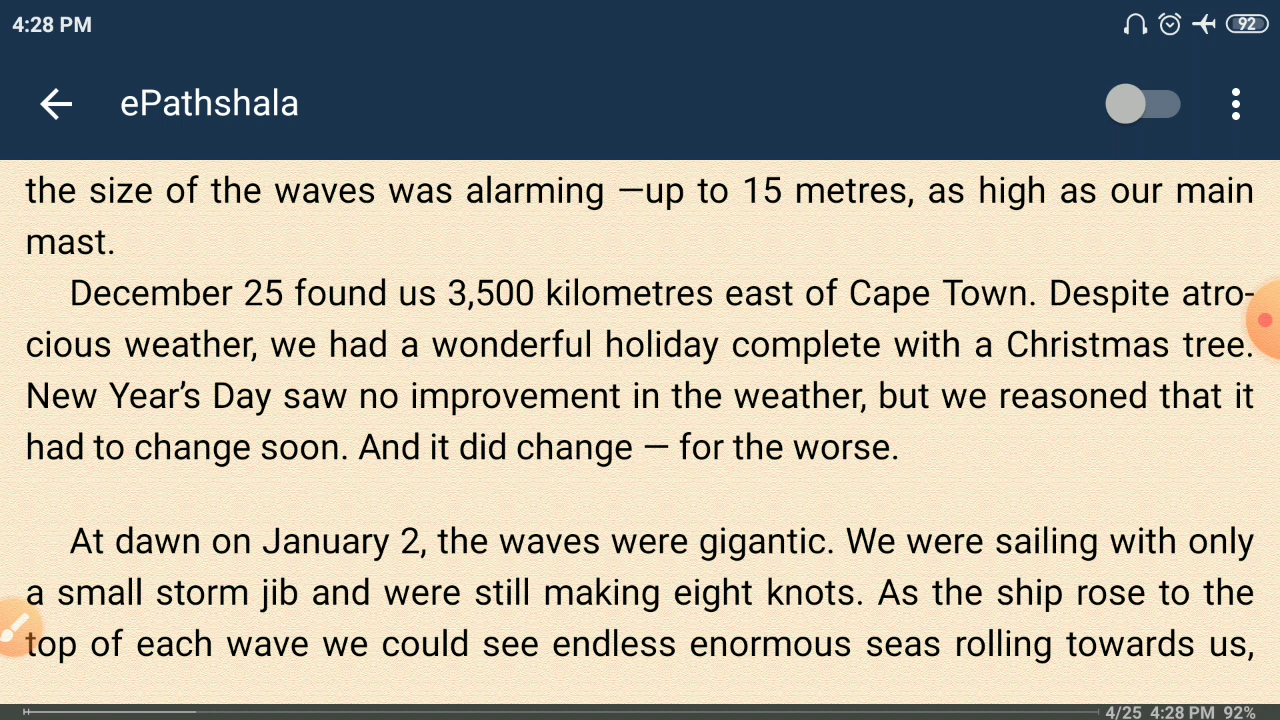 4:28 PM
92
ePathshala
the size of the waves was alarming —up to 15 metres, as high as our main
mast.
December 25 found us 3,500 kilometres east of Cape Town. Despite atro-
cious weather, we had a wonderful holiday complete with a Christmas tree.
New Year’s Day saw no improvement in the weather, but we reasoned that it
had to change soon. And it did change — for the worse.
At dawn on January 2, the waves were gigantic. We were sailing with only
a small storm jib and were still making eight knots. As the ship rose to the
top of each wave we could see endless enormous seas rolling towards us,
4/25 4:28 PM 92%